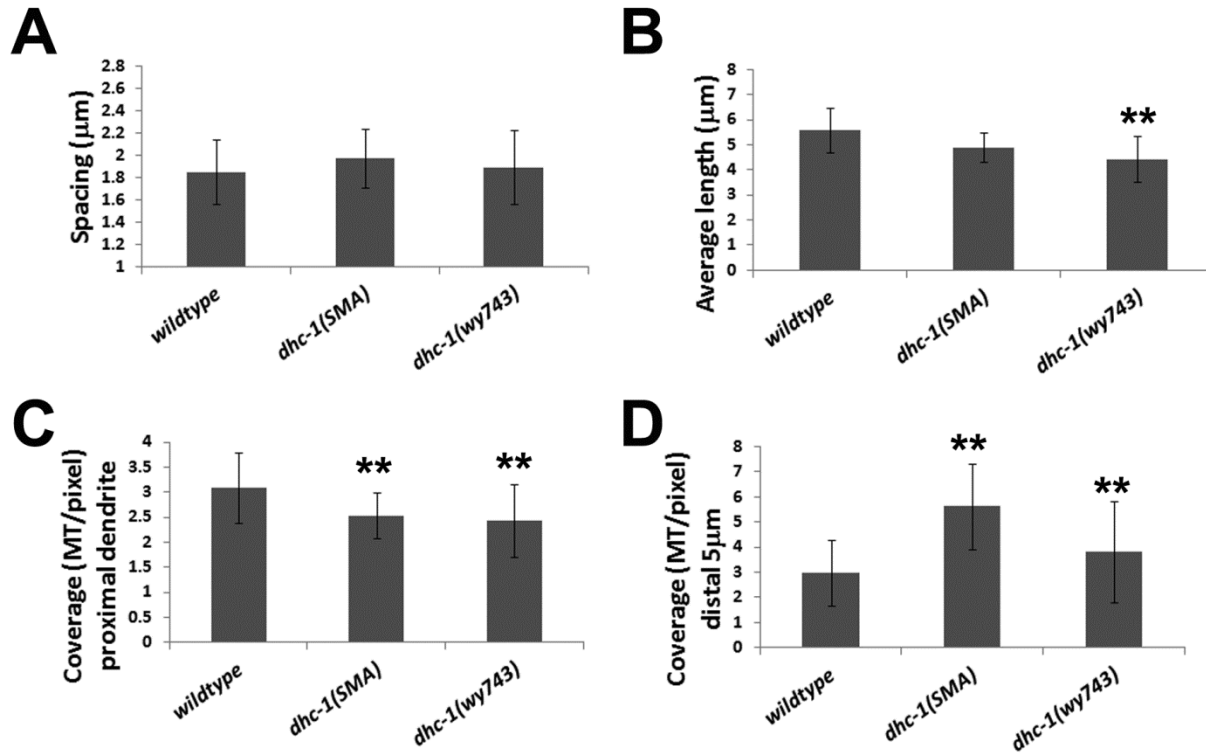 A
Spacing (μm)
2.8
2.6
2.4
2.2
2
1.8
1.6
1.4
1.2
1
wildtype
dhc-1(SMA)
dhc-1(wy743)
B
Average length (μm)
8
7
6
5
4
3
2
1
0
**
wildtype
dhc-1(SMA)
dhc-1(wy743)
C
Coverage (MT/pixel)
proximal dendrite
4
3.5
3
2.5
2
1.5
1
0.5
0
**
**
wildtype
dhc-1(SMA)
dhc-1(wy743)
D
Coverage (MT/pixel)
distal 5μm
8
7
6
5
4
3
2
1
0
**
**
wildtype
dhc-1(SMA)
dhc-1(wy743)